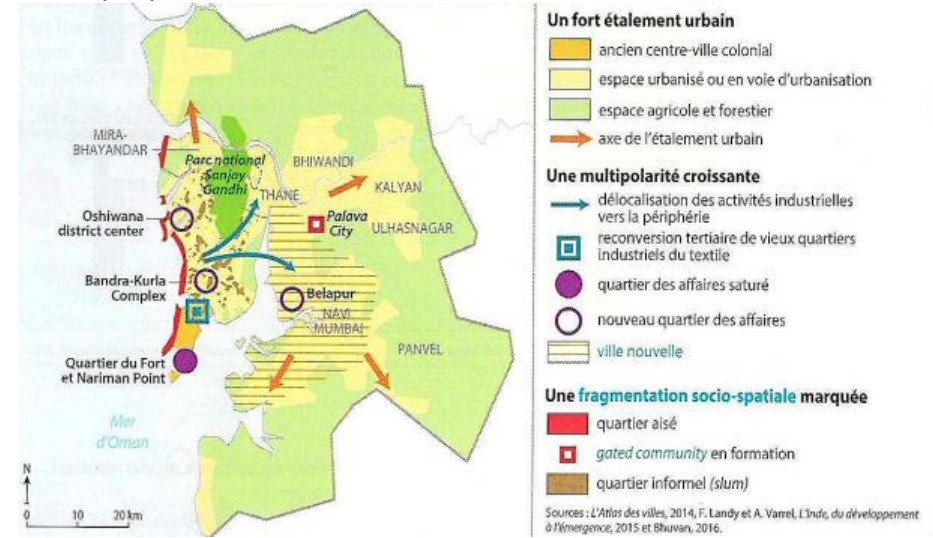 MIRA-
BHAYANDAR
Parc national
Sanjay
Gandhi
BHIWANDI
THANE
KALYAN
Oshiwana
district center
Palava
City
ULHASNAGAR
Bandra-Kurla
Complex
Belapur
NAVI
MUMBAI
PANVEL
Quartier du Fort
et Nariman Point
Mer
d'Oman
N
0 10 20 km
Un fort étalement urbain
ancien centre-ville colonial
espace urbanisé ou en voie d'urbanisation
espace agricole et forestier
axe de l'étalement urbain
Une multipolarité croissante
délocalisation des activités industrielles
vers la périphérie
reconversion tertiaire de vieux quartiers
industriels du textile
quartier des affaires saturé
nouveau quartier des affaires
ville nouvelle
Une fragmentation socio-spatiale marquée
quartier aisé
gated community en formation
quartier informel (slum)
Sources : L'Atlas des villes, 2014, F. Landy et A. Varrel, L'Inde, du développement
à l'émergence, 2015 et Bhuvan, 2016.